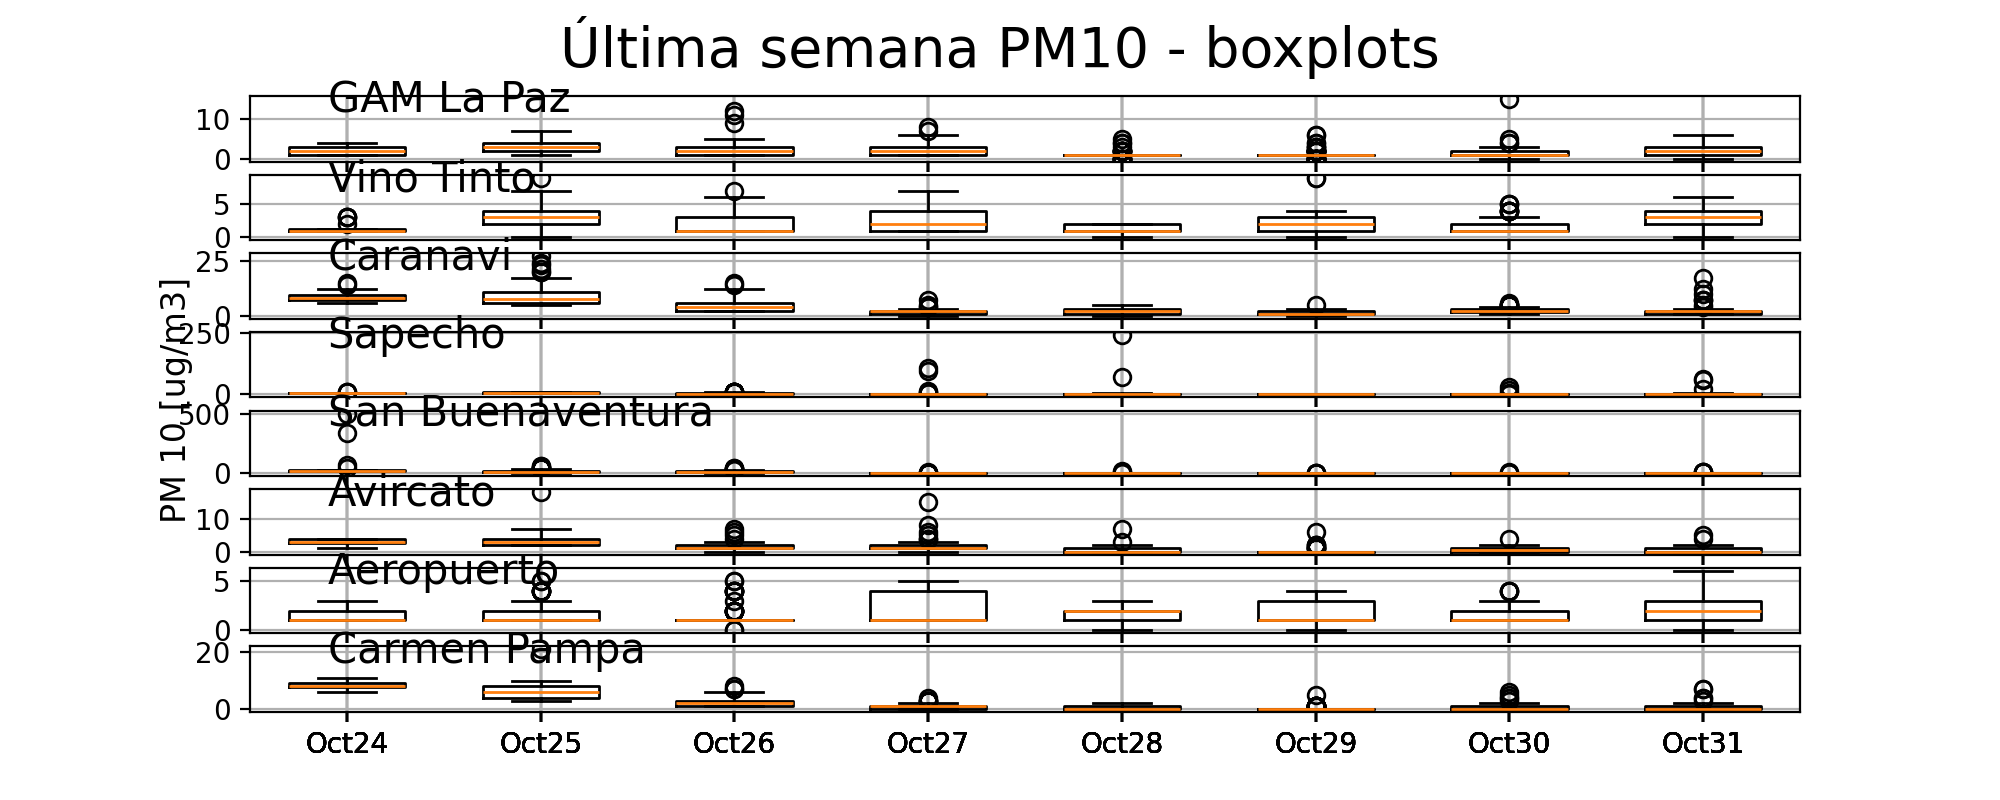 Última semana PM10 - boxplots
GAM La Paz
10
0
Vino Tinto
5
0
Caranavi
25
0
Sapecho
250
0
San Buenaventura
500
0
Avircato
10
0
Aeropuerto
5
0
Carmen Pampa
20
0
PM 10 [ug/m3]
Oct24 Oct25 Oct26 Oct27 Oct28 Oct29 Oct30 Oct31